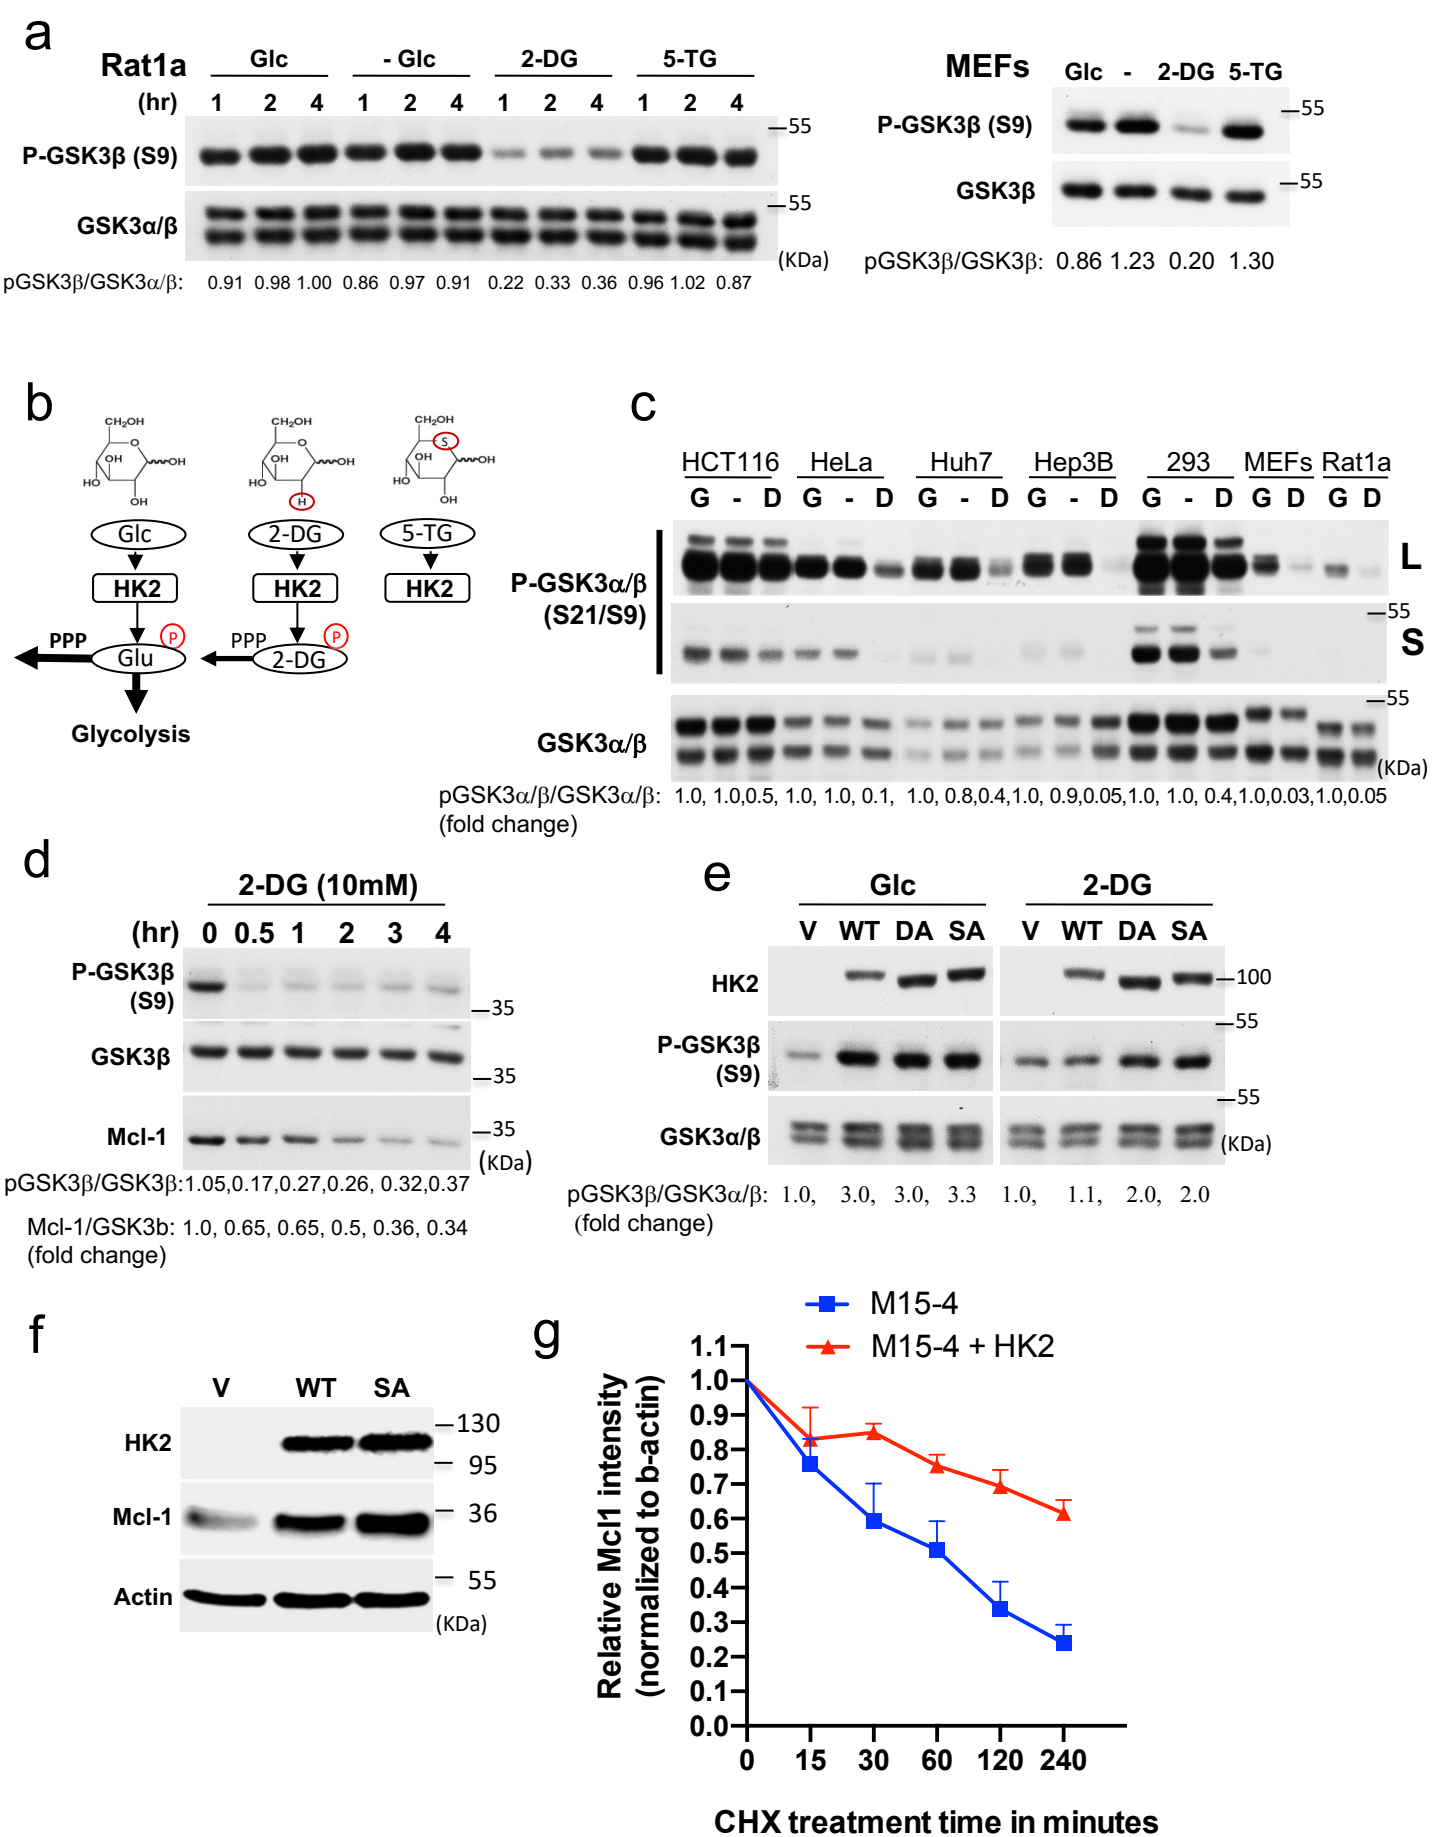 a
Rat1a Glc - Glc 2-DG 5-TG
(hr) 1 2 4 1 2 4 1 2 4 1 2 4
P-GSK3β (S9) 55
GSK3α/β 55
(KDa)
pGSK3β/GSK3α/β: 0.91 0.98 1.00 0.86 0.97 0.91 0.22 0.33 0.36 0.96 1.02 0.87
MEFs Glc - 2-DG 5-TG
P-GSK3β (S9) 55
GSK3β 55
pGSK3β/GSK3β: 0.86 1.23 0.20 1.30
b
CH₂OH CH₂OH CH₂OH
O O S
OH OH OH OH OH OH
HO HO HO
OH H OH
Glc 2-DG 5-TG
HK2 HK2 HK2
PPP Glu P PPP 2-DG P
Glycolysis
c
HCT116 HeLa Huh7 Hep3B 293 MEFs Rat1a
G - D G - D G - D G - D G - D G D G D
P-GSK3α/β
(S21/S9)
L
55
S
55
GSK3α/β
(KDa)
pGSK3α/β/GSK3α/β: 1.0, 1.0,0.5, 1.0, 1.0, 0.1, 1.0, 0.8,0.4,1.0, 0.9,0.05,1.0, 1.0, 0.4,1.0,0.03,1.0,0.05
(fold change)
d
2-DG (10mM)
(hr) 0 0.5 1 2 3 4
P-GSK3β
(S9) 35
GSK3β 35
Mcl-1 35
(KDa)
pGSK3β/GSK3β:1.05,0.17,0.27,0.26, 0.32,0.37
Mcl-1/GSK3b: 1.0, 0.65, 0.65, 0.5, 0.36, 0.34
(fold change)
e
Glc 2-DG
V WT DA SA V WT DA SA
HK2 100
55
P-GSK3β
(S9)
55
GSK3α/β (KDa)
pGSK3β/GSK3α/β: 1.0, 3.0, 3.0, 3.3 1.0, 1.1, 2.0, 2.0
(fold change)
f
V WT SA
HK2 130
95
Mcl-1 36
55
Actin
(KDa)
g
M15-4
M15-4 + HK2
Relative Mcl1 intensity
(normalized to b-actin)
1.1
1.0
0.9
0.8
0.7
0.6
0.5
0.4
0.3
0.2
0.1
0.0
0 15 30 60 120 240
CHX treatment time in minutes